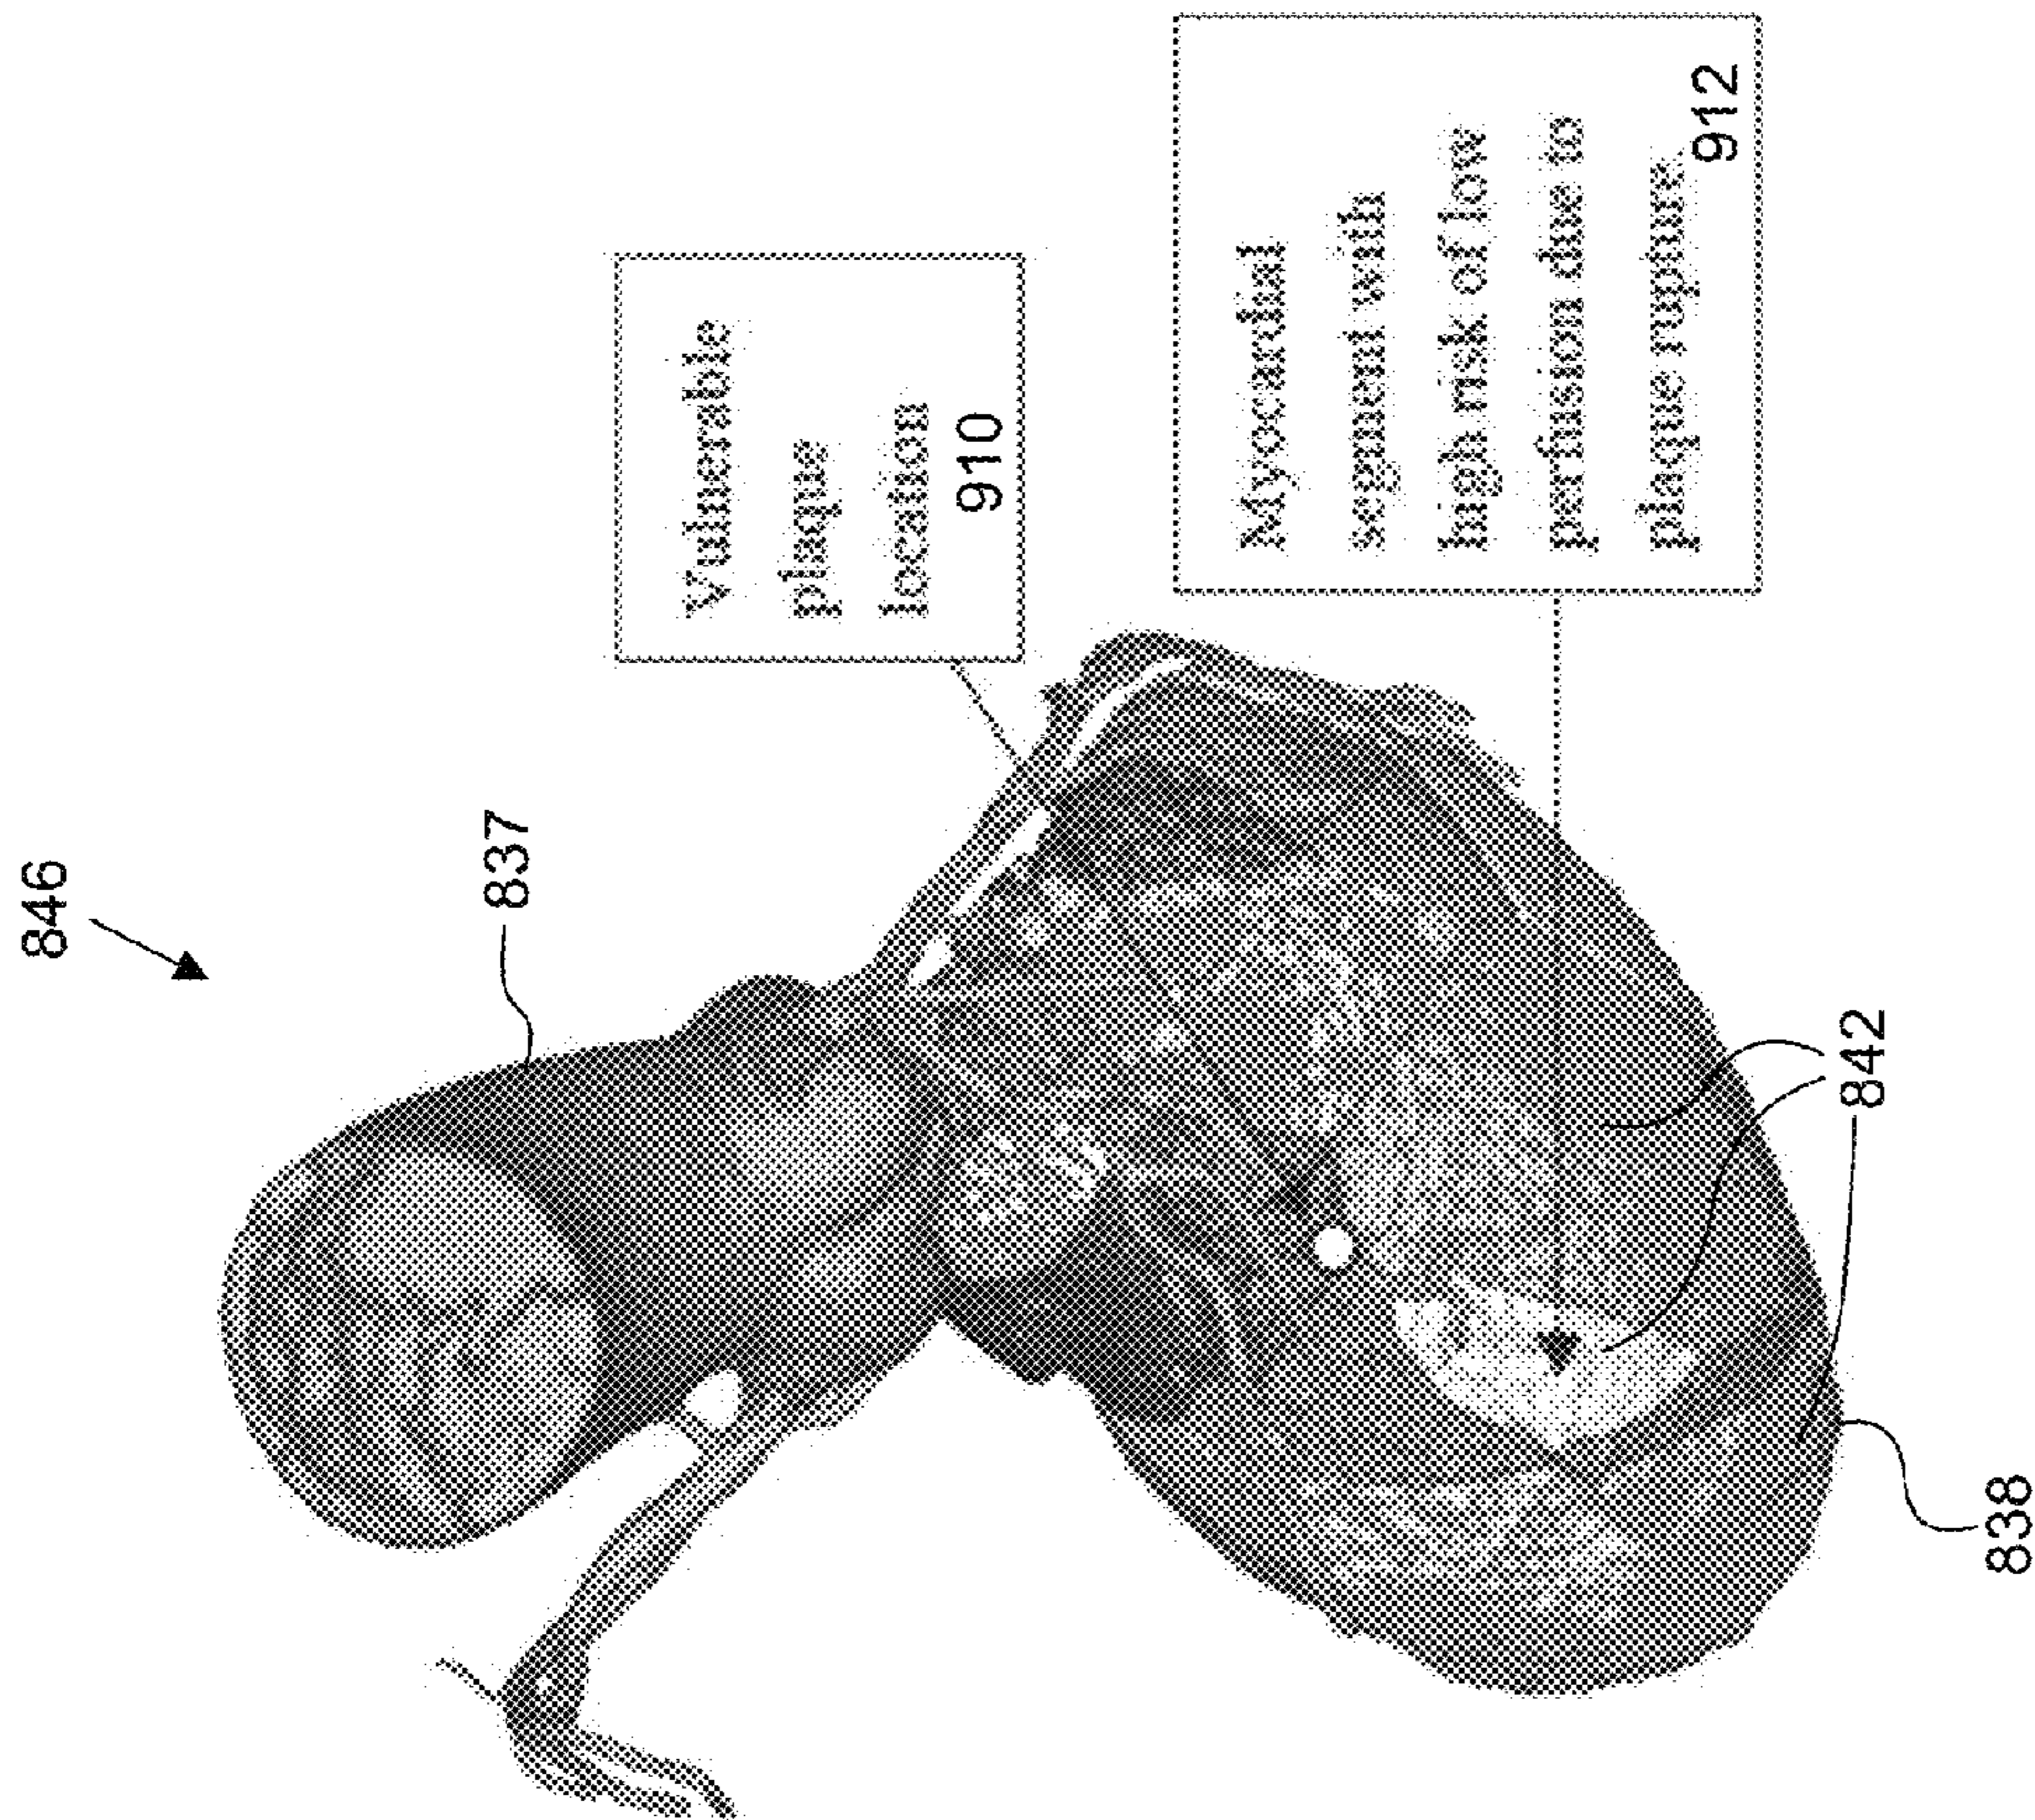 846
837
Vulnerable
plaque
location
910
Myocardial
segment with
high risk of low
perfusion due to
plaque rupture.
912
842
838